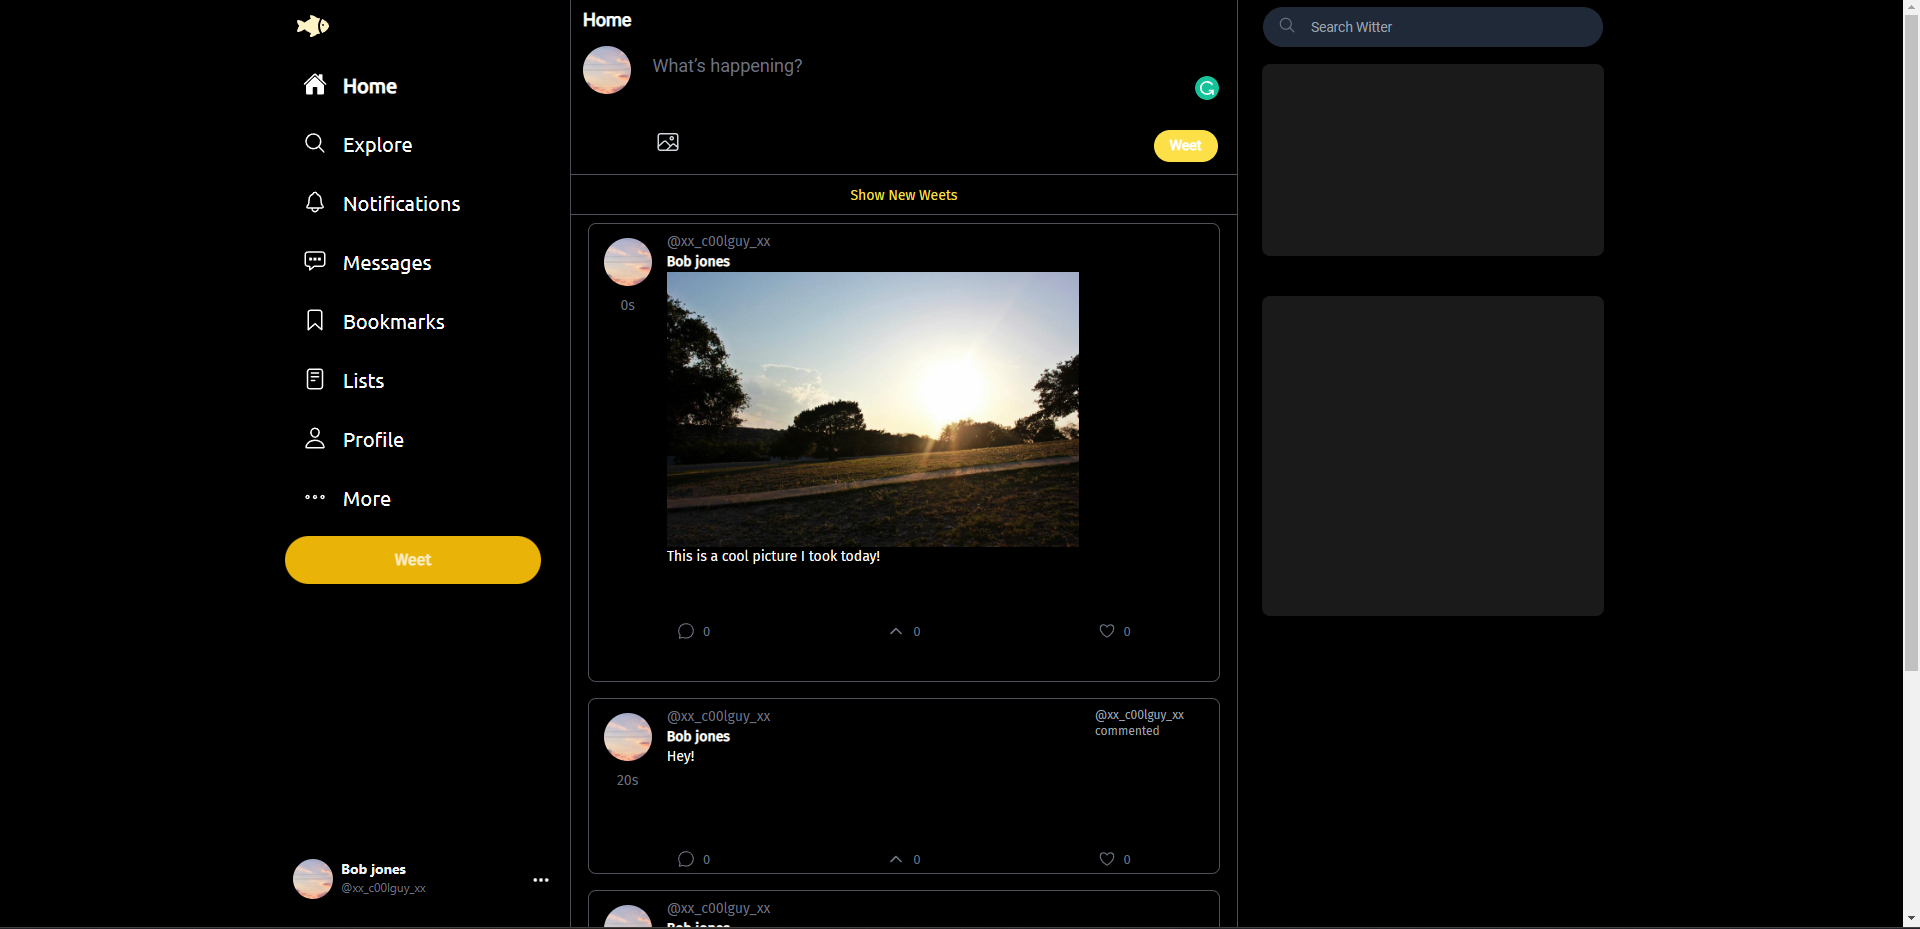 Home
Explore
Notifications
Messages
Bookmarks
Lists
Profile
More
Weet
Bob jones
@xx_c00lguy_xx
Home
What's happening?
Weet
Show New Weets
@xx_c00lguy_xx
Bob jones
0s
This is a cool picture I took today!
0
0
0
@xx_c00lguy_xx
Bob jones
Hey!
20s
@xx_c00lguy_xx
commented
0
0
0
@xx_c00lguy_xx
Bob jones
Search Witter